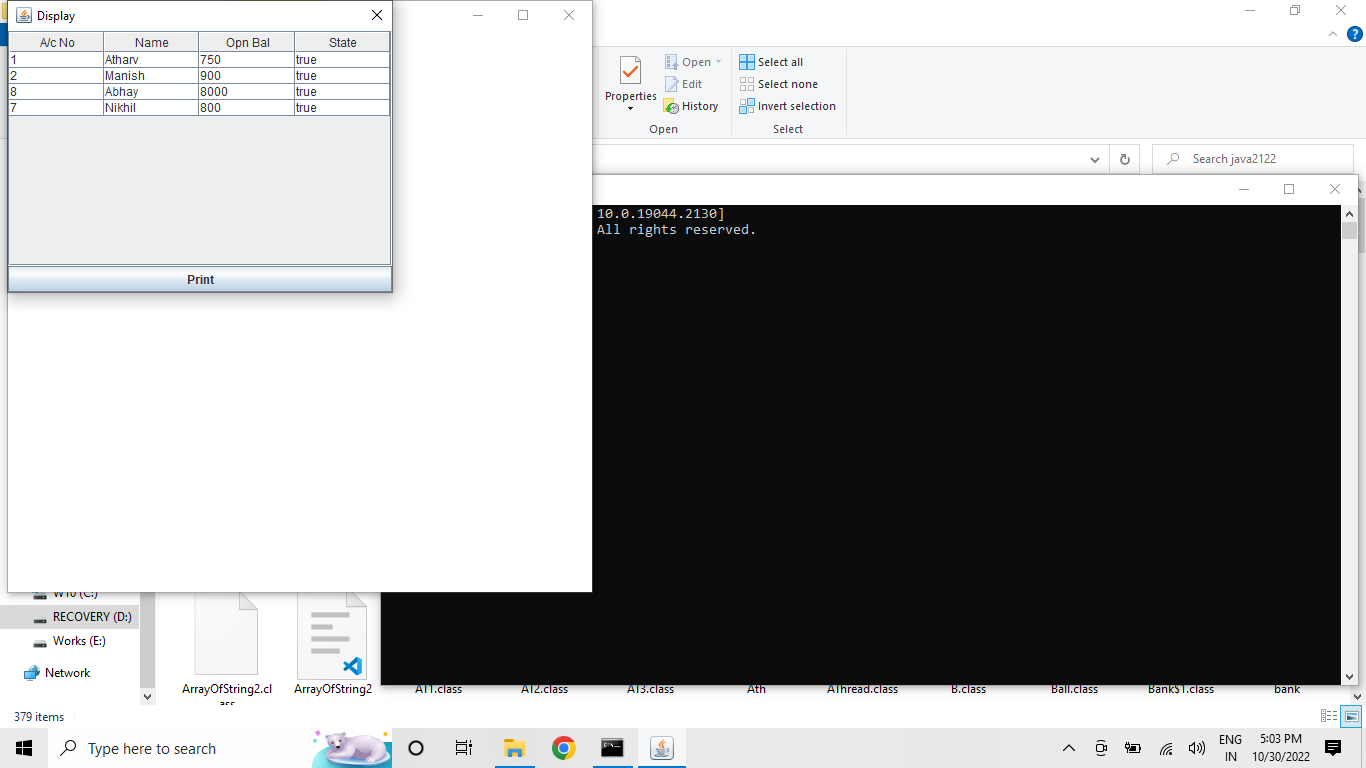 Display
A/c No Name Opn Bal State
1 Atharv 750 true
2 Manish 900 true
8 Abhay 8000 true
7 Nikhil 800 true
Print
Properties
Open
Edit
History
Open
Select all
Select none
Invert selection
Select
Search java2122
10.0.19044.2130]
All rights reserved.
W10 (C:)
RECOVERY (D:)
Works (E:)
Network
ArrayOfString2.cl
ass
ArrayOfString2
AT1.class
AT2.class
AT3.class
Ath
AThread.class
B.class
Ball.class
Bank$1.class
bank
379 items
Type here to search
ENG
IN
5:03 PM
10/30/2022